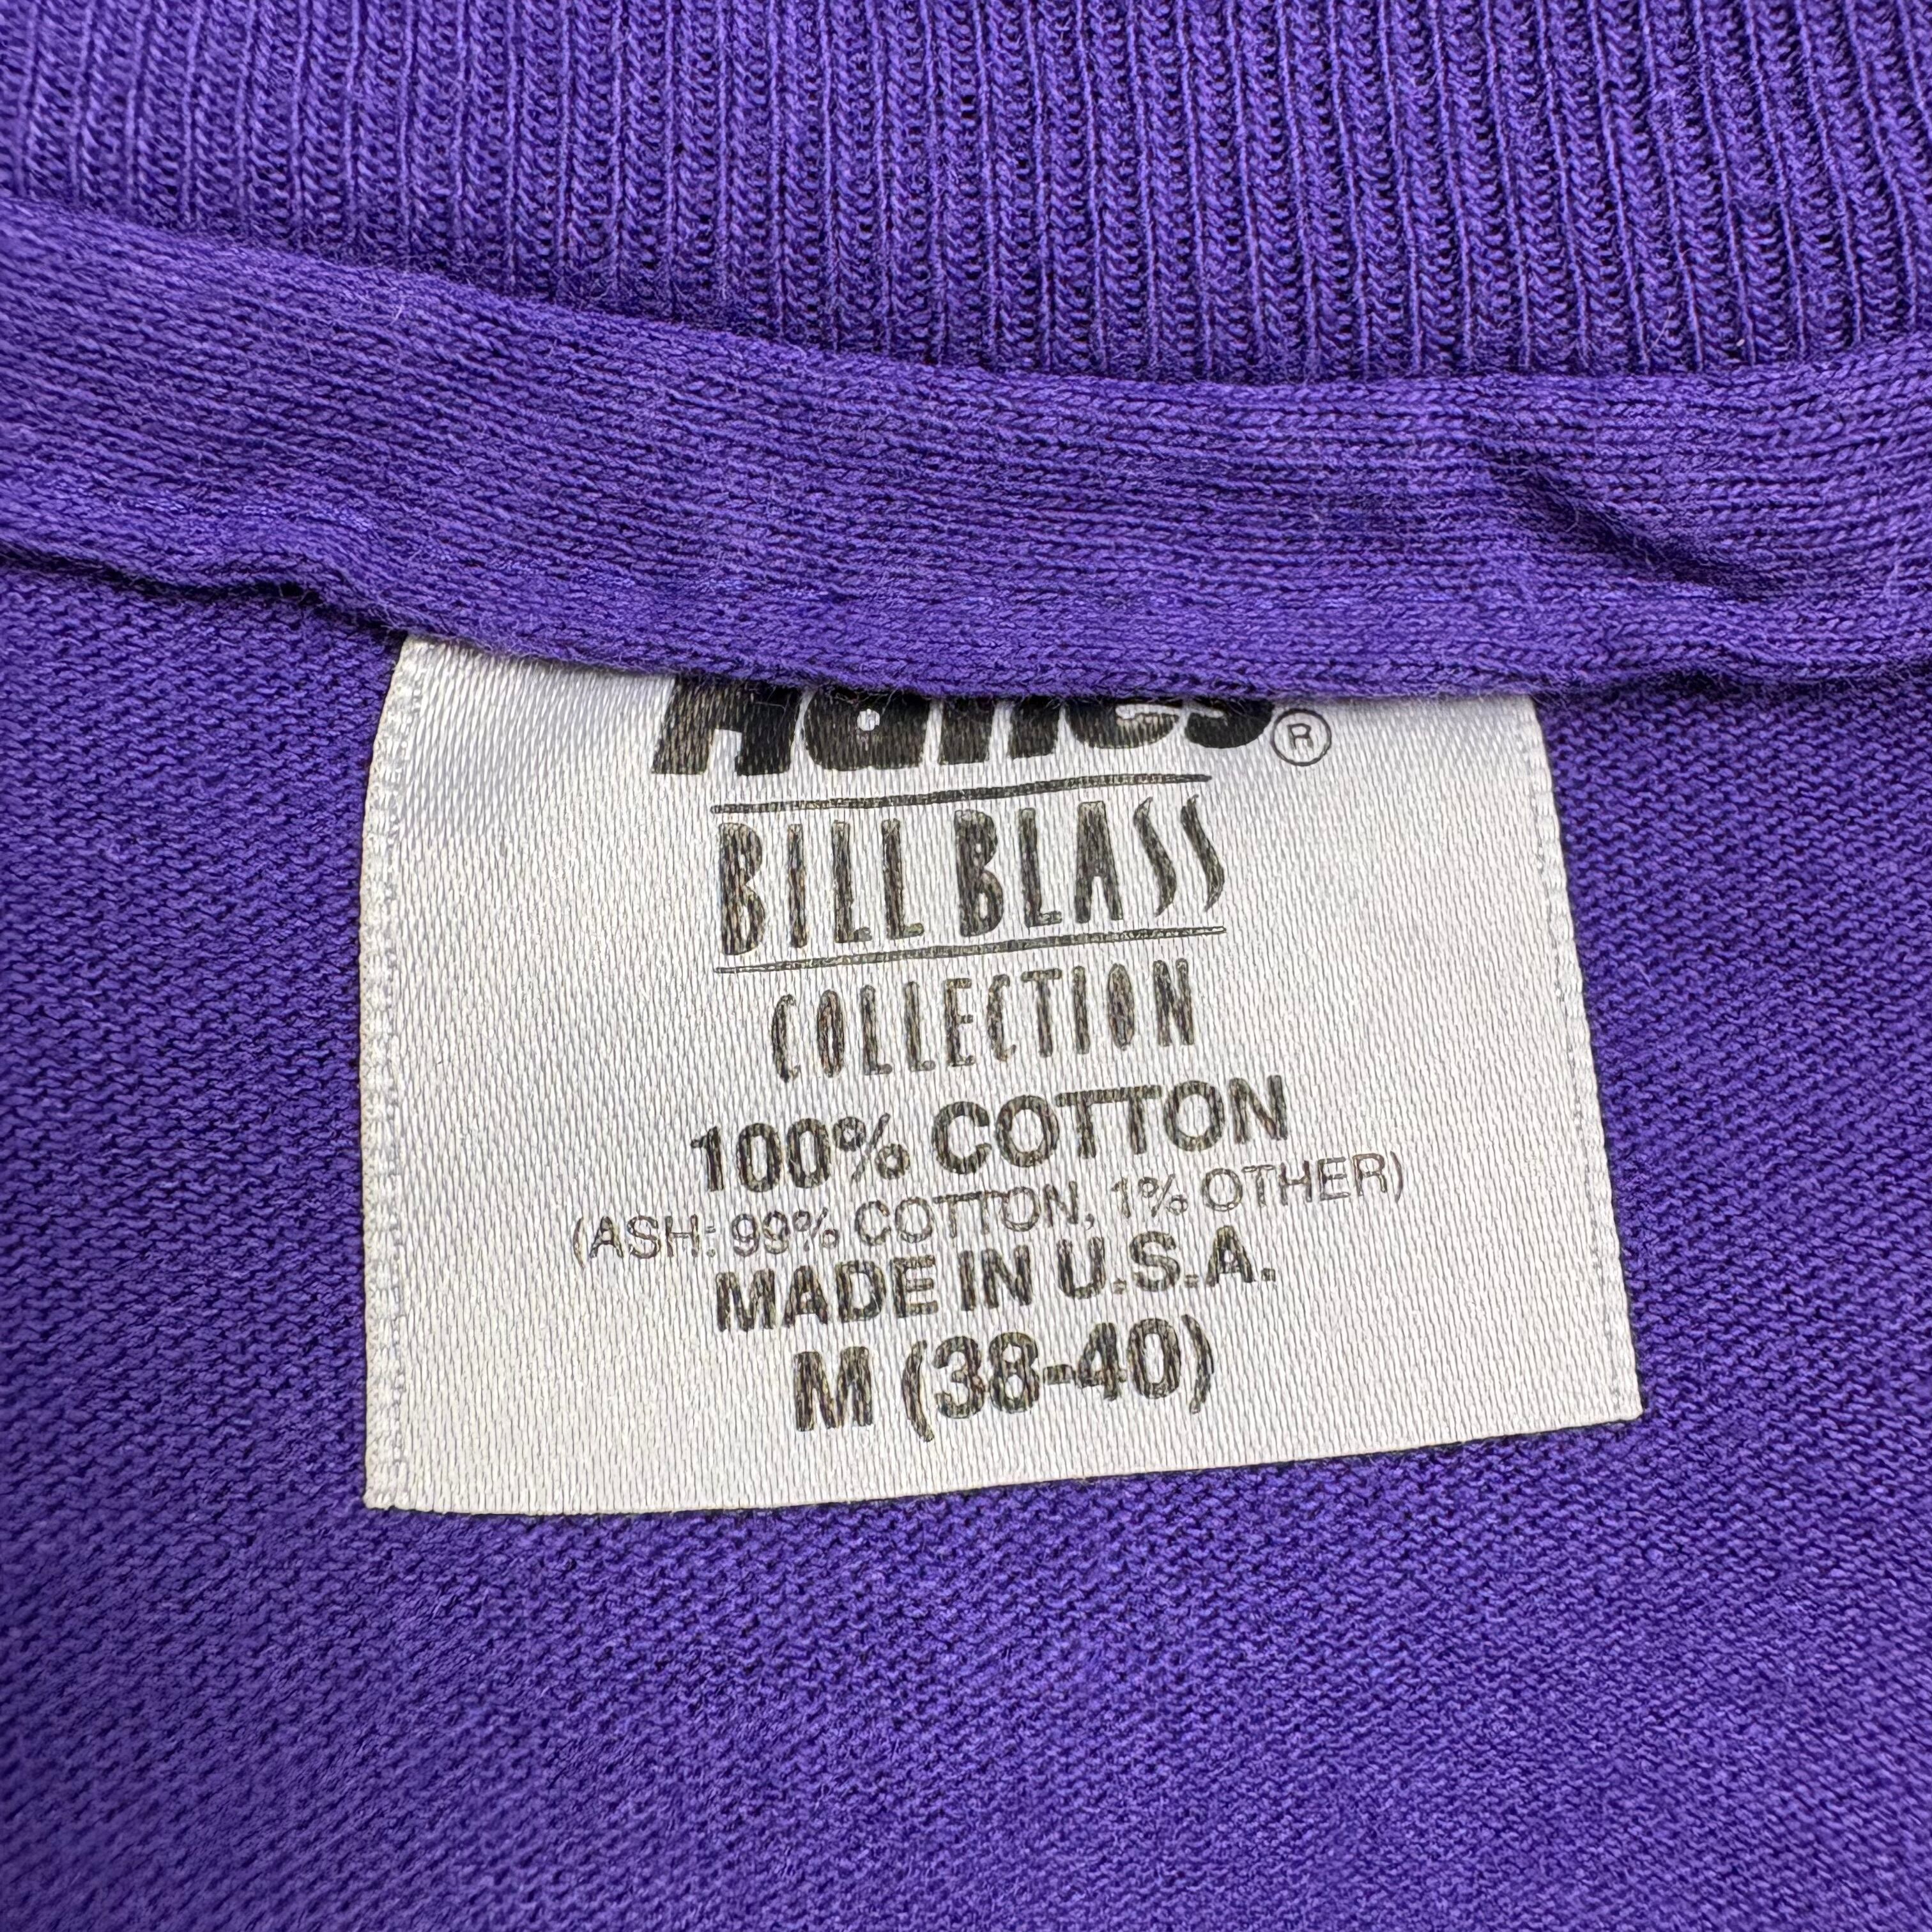 Hanes®
BILL BLASS
COLLECTION
100% COTTON
(ASH: 99% COTTON, 1% OTHER)
MADE IN U.S.A.
M (38-40)